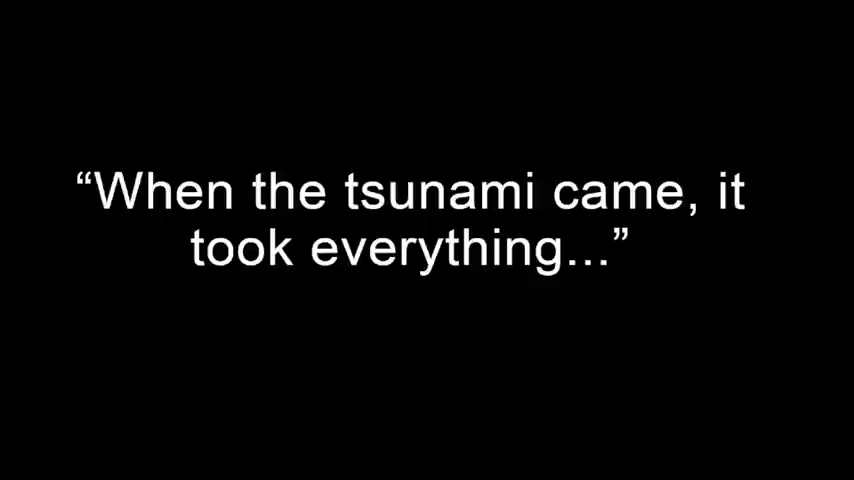 “When the tsunami came, it
took everything...”